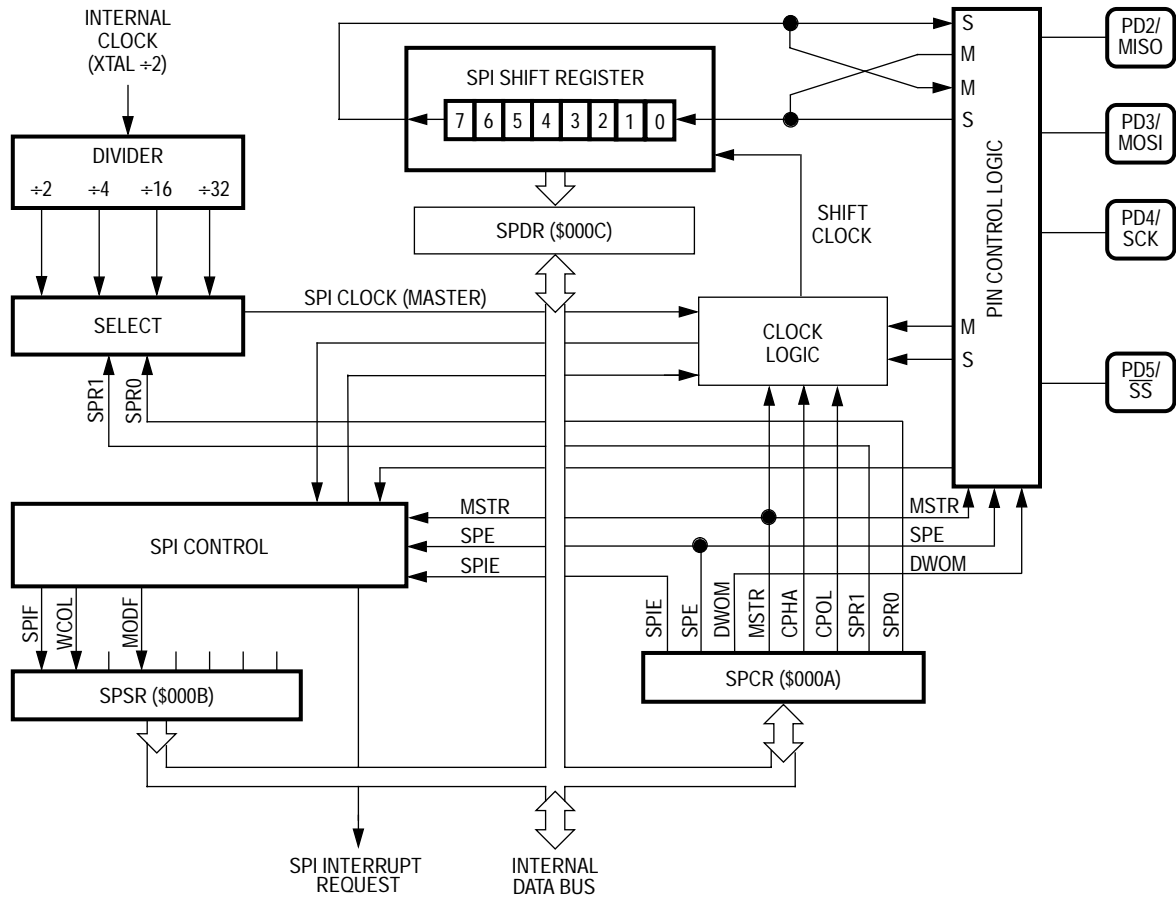 INTERNAL
CLOCK
(XTAL ÷2)
DIVIDER
÷2 ÷4 ÷16 ÷32
SELECT
SPR1
SPR0
SPI CLOCK (MASTER)
SPI SHIFT REGISTER
7 6 5 4 3 2 1 0
SPDR ($000C)
SHIFT
CLOCK
CLOCK
LOGIC
S
M
M
S
M
S
PIN CONTROL LOGIC
PD2/
MISO
PD3/
MOSI
PD4/
SCK
PD5/
SS
SPI CONTROL
MSTR
SPE
SPIE
MSTR
SPE
DWOM
SPIF
WCOL
MODF
SPSR ($000B)
SPIE
SPE
DWOM
MSTR
CPHA
CPOL
SPR1
SPR0
SPCR ($000A)
SPI INTERRUPT
REQUEST
INTERNAL
DATA BUS